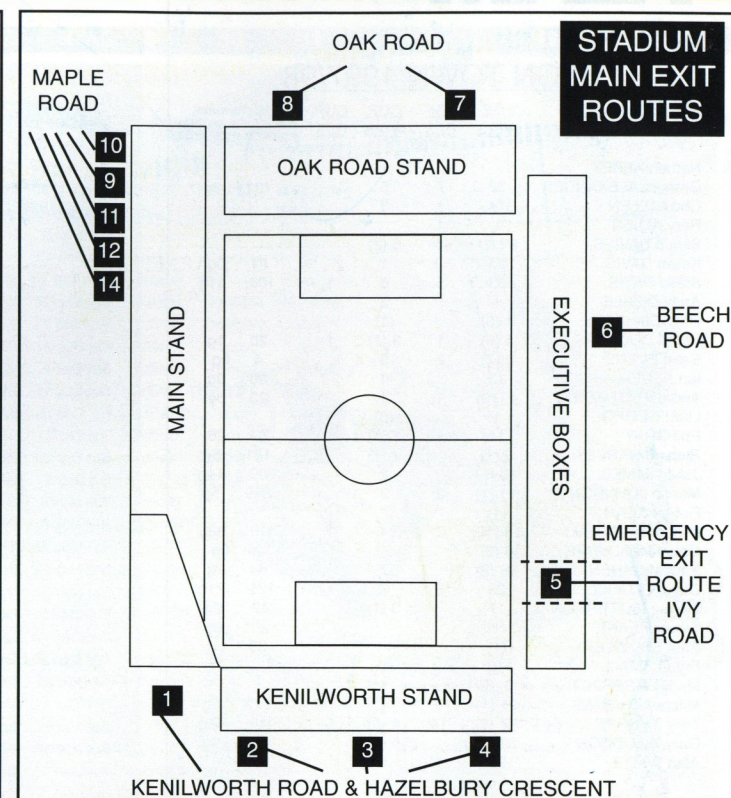 STADIUM
MAIN EXIT
ROUTES
OAK ROAD
8
7
MAPLE
ROAD
10
9
11
12
14
OAK ROAD STAND
MAIN STAND
EXECUTIVE BOXES
6
BEECH
ROAD
EMERGENCY
EXIT
ROUTE
IVY
ROAD
5
KENILWORTH STAND
1
2
3
4
KENILWORTH ROAD & HAZELBURY CRESCENT